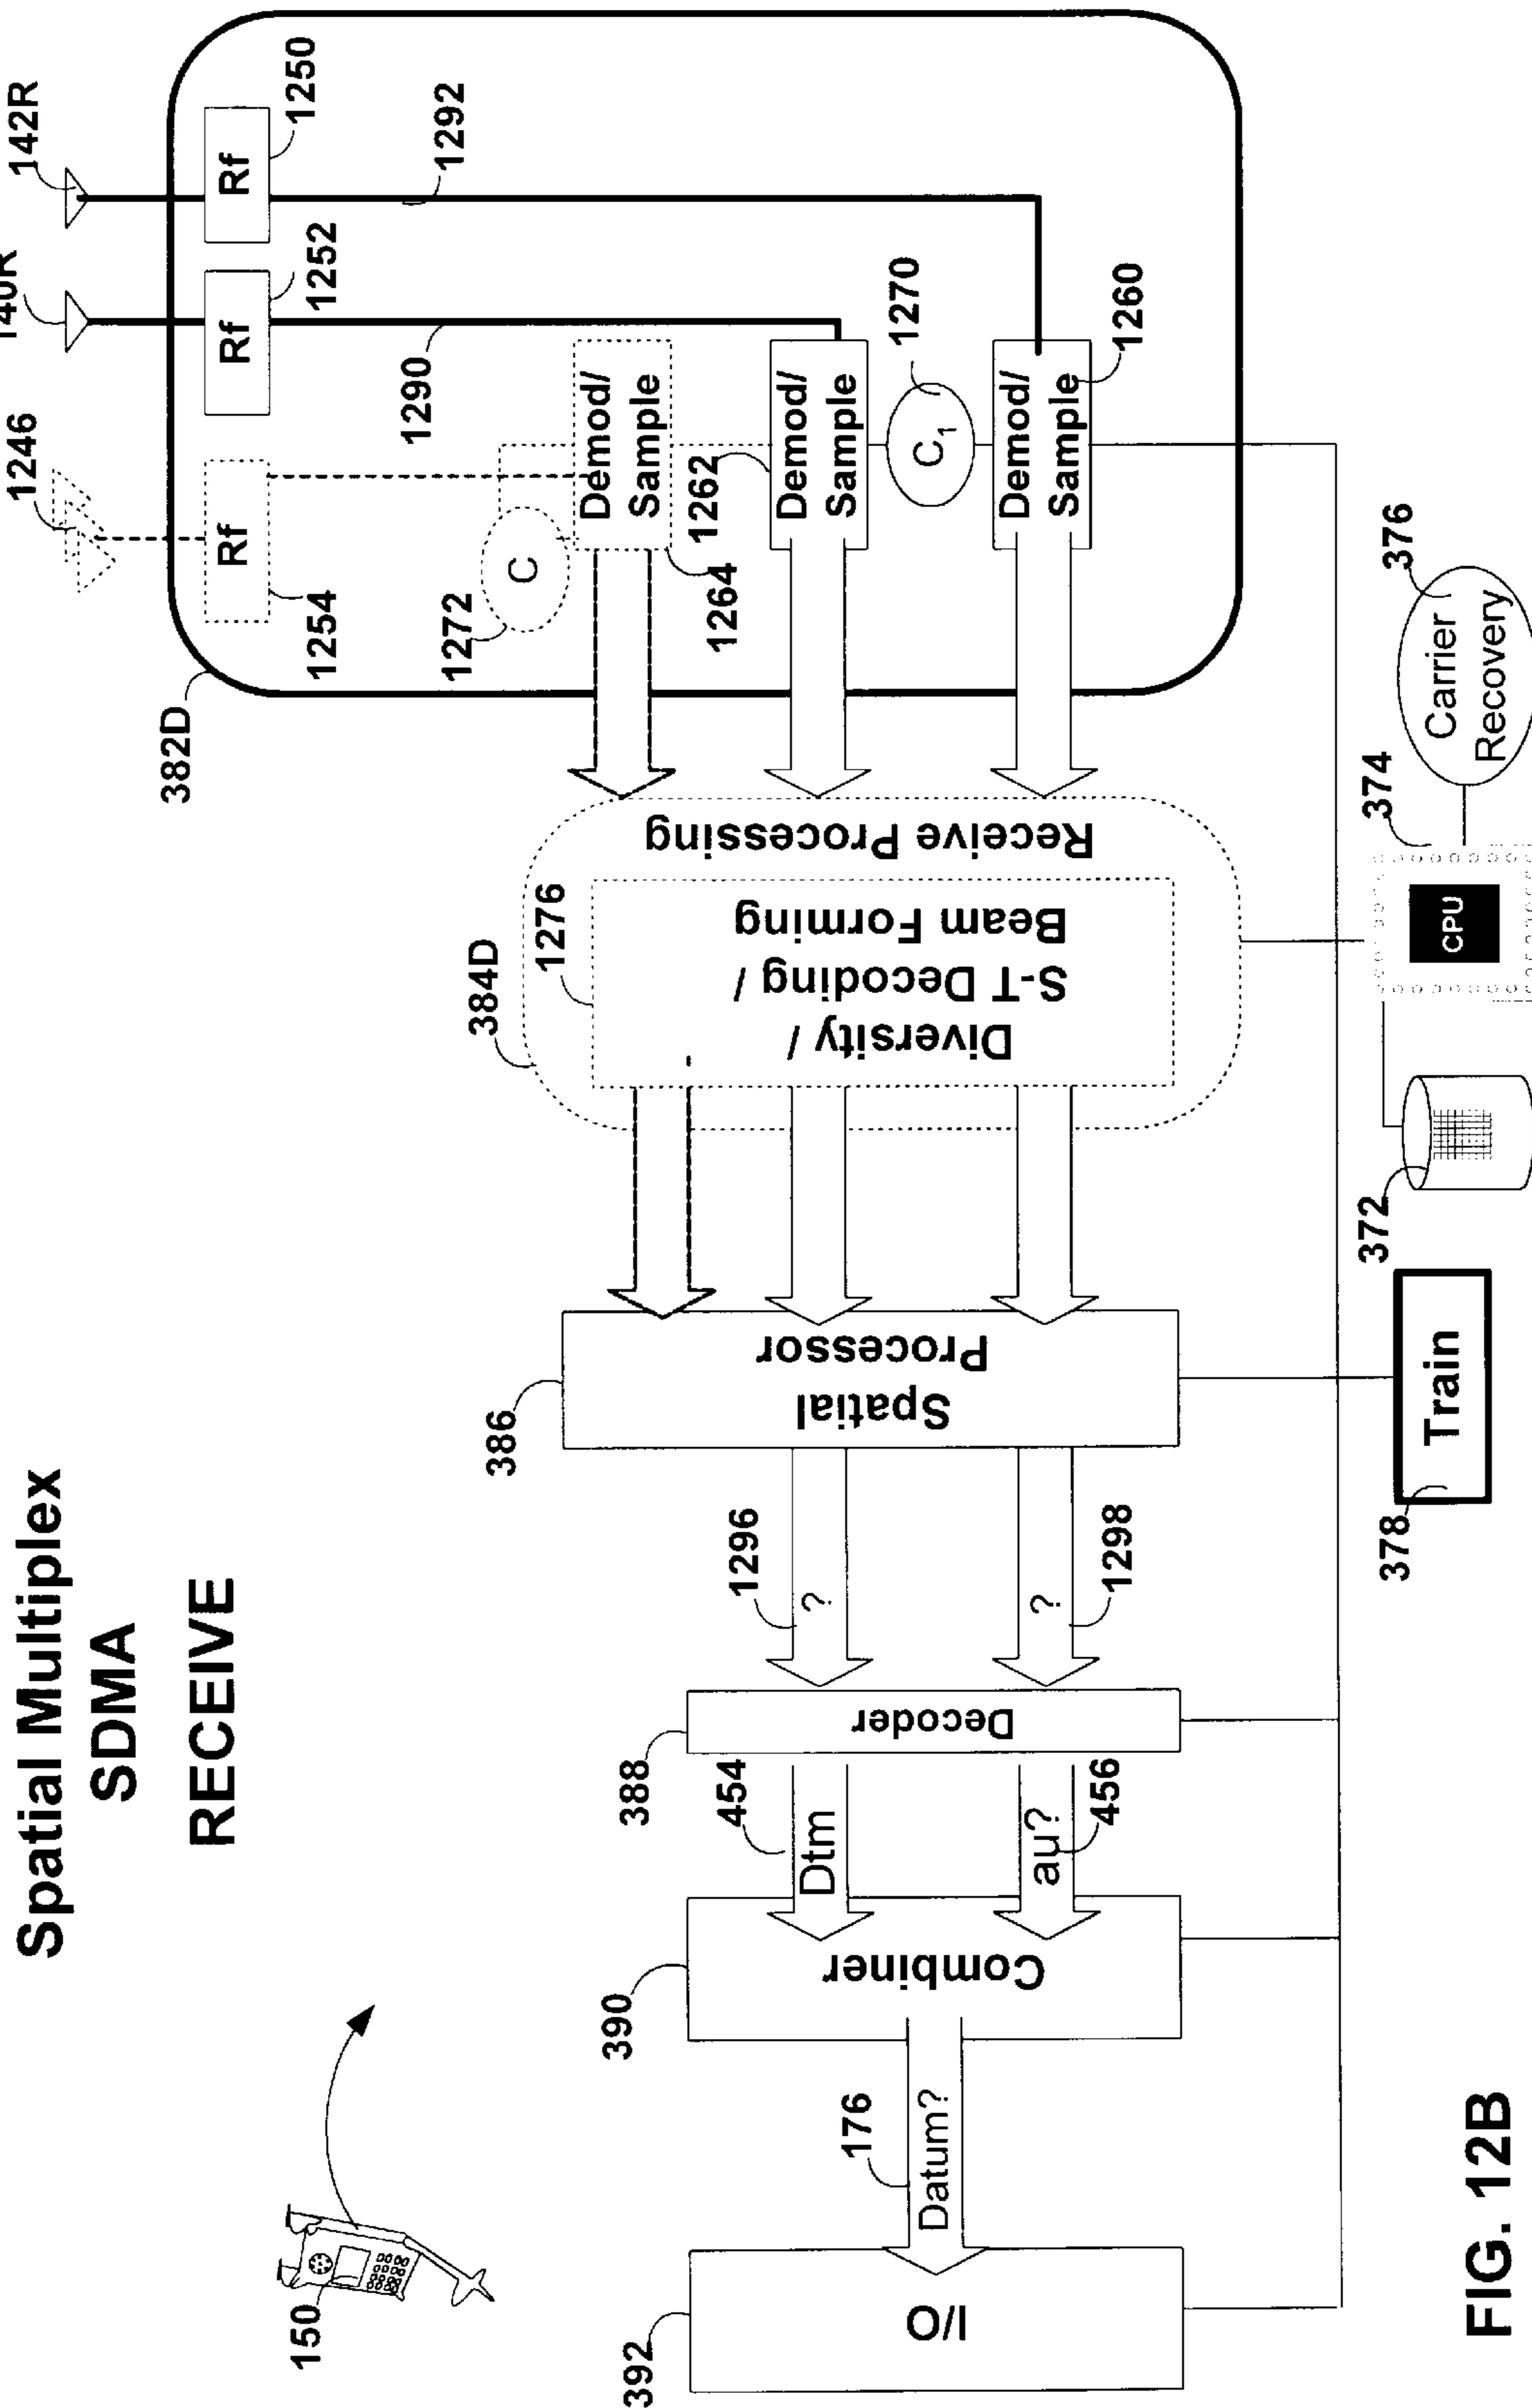 Spatial Multiplex
SDMA
RECEIVE
142R
1246
Rf
Rf
Rf
1250
1252
1254
1292
1290
382D
1272
C
Demod/
Sample
1264
1262
Demod/
Sample
1270
C1
Demod/
Sample
1260
384D
1276
Receive Processing
Diversity /
S-T Decoding /
Beam Forming
386
Spatial
Processor
1296
?
?
1298
388
Decoder
454
Dtm
au?
456
390
Combiner
176
Datum?
392
I/O
150
376
Carrier
Recovery
374
CPU
372
378
Train
FIG. 12B